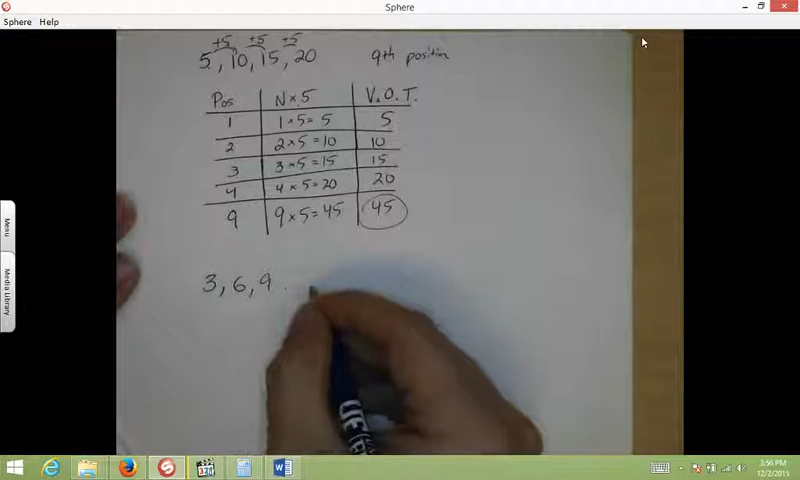 Sphere
Sphere Help
+5 +5 +5
5, 10, 15, 20 9th position
Pos N × 5 V.O.T.
1 1 × 5 = 5 5
2 2 × 5 = 10 10
3 3 × 5 = 15 15
4 4 × 5 = 20 20
9 9 × 5 = 45 45
3, 6, 9
Menu
Media Library
3:56 PM
12/2/2015